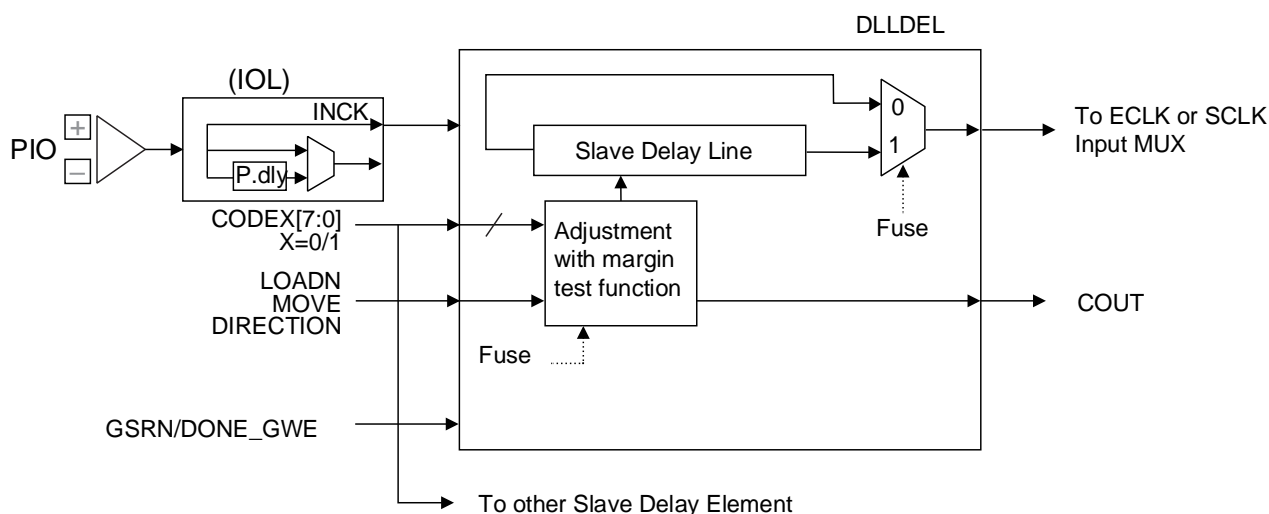 DLLDEL
(IOL)
INCK
PIO
+
−
P.dly
0
1
Slave Delay Line
To ECLK or SCLK
Input MUX
CODEX[7:0]
X=0/1
Adjustment
with margin
test function
Fuse
LOADN
MOVE
DIRECTION
COUT
Fuse
GSRN/DONE_GWE
To other Slave Delay Element